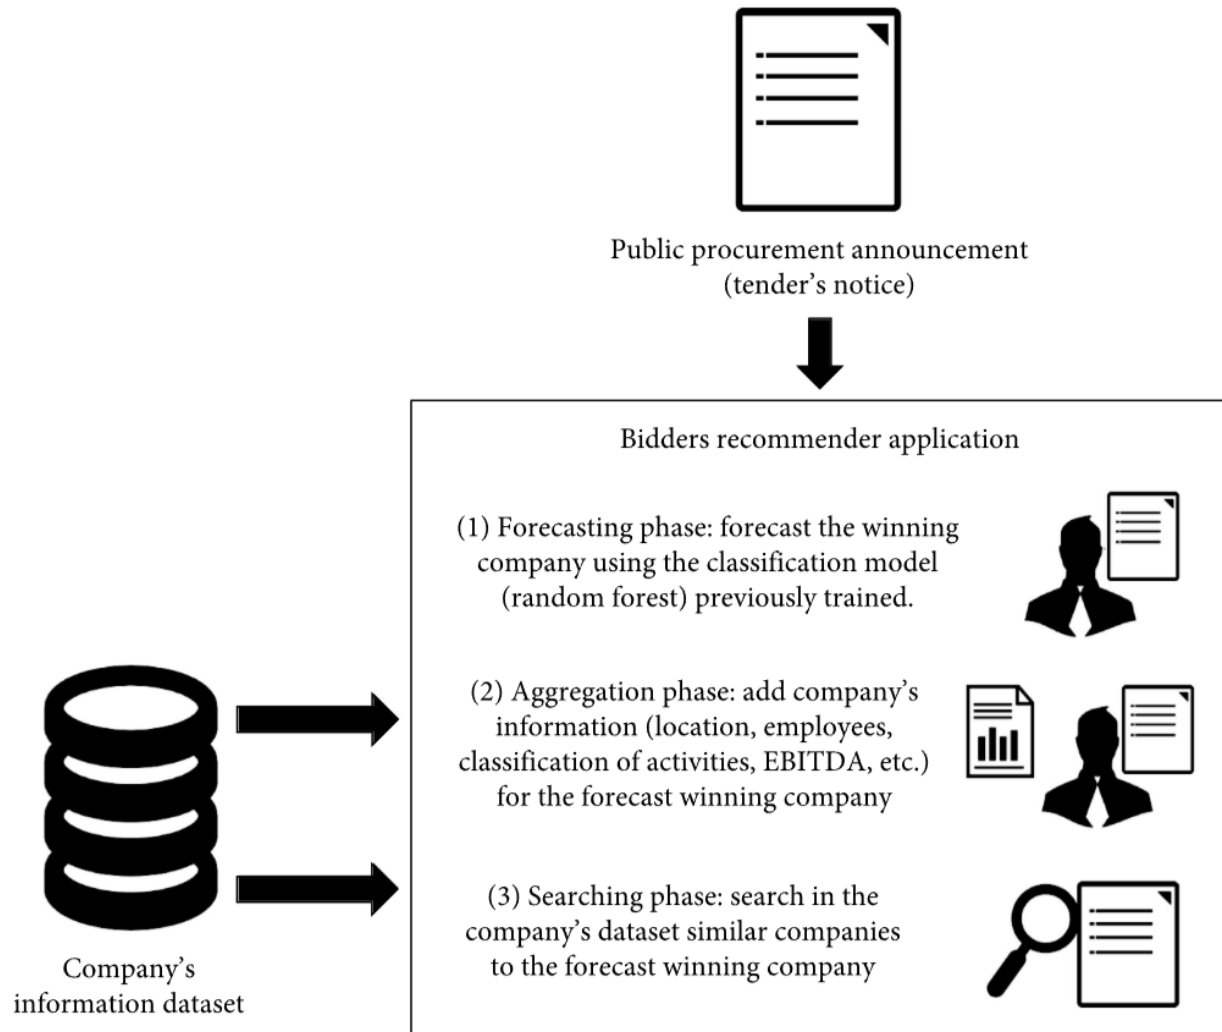 Public procurement announcement
(tender's notice)
Bidders recommender application
(1) Forecasting phase: forecast the winning
company using the classification model
(random forest) previously trained.
(2) Aggregation phase: add company's
information (location, employees,
classification of activities, EBITDA, etc.)
for the forecast winning company
(3) Searching phase: search in the
company's dataset similar companies
to the forecast winning company
Company's
information dataset